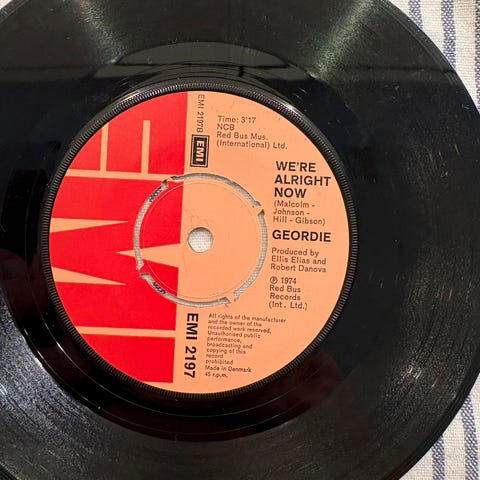 EMI
EMI 2197B
EMI
Time: 3'17
NCB
Red Bus Mus.
(International) Ltd.
WE'RE
ALRIGHT
NOW
(Malcolm -
Johnson -
Hill - Gibson)
GEORDIE
Produced by
Ellis Elias and
Robert Danova
℗ 1974
Red Bus
Records
(Int. Ltd.)
EMI 2197
All rights of the manufacturer
and the owner of the
recorded work reserved,
Unauthorised public
performance,
broadcasting and
copying of this
record
prohibited
Made in Denmark
45 r.p.m.